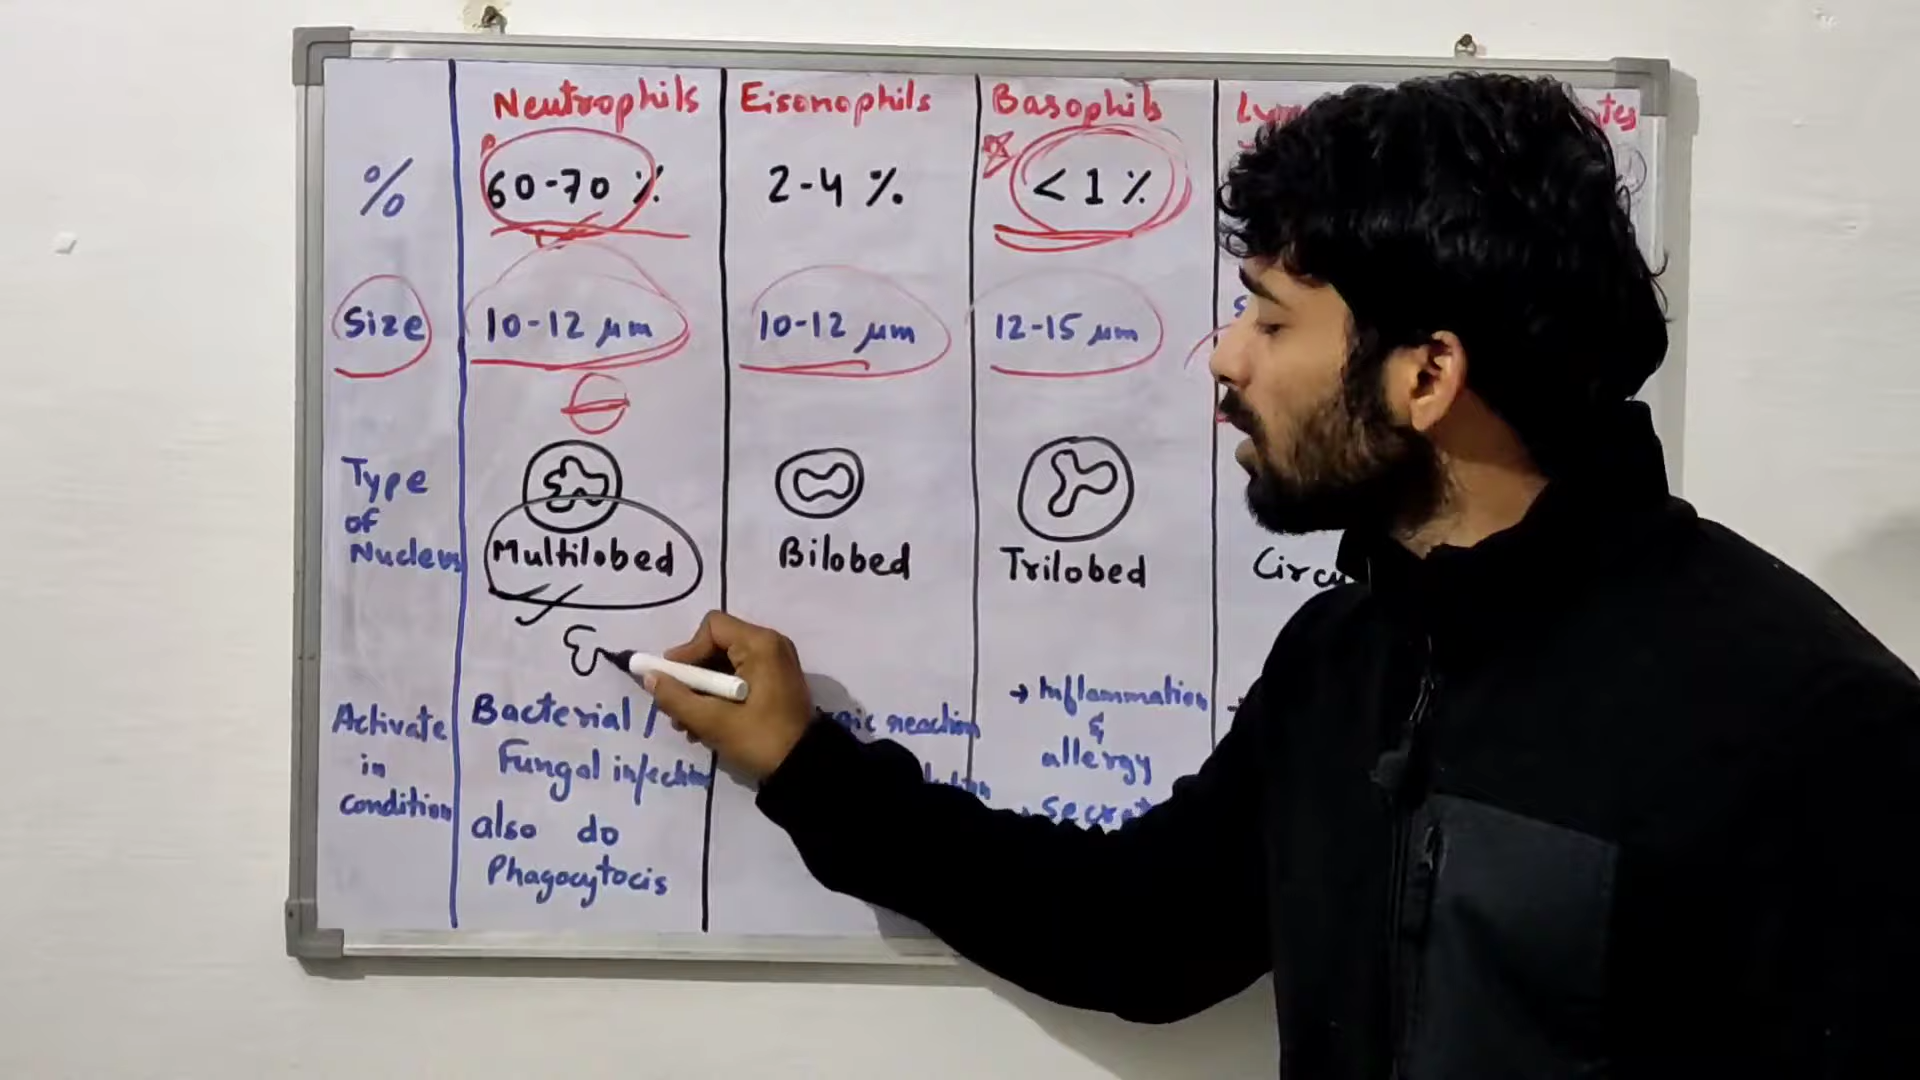 Neutrophils Eisonophils Basophils
% 60-70 % 2-4 % < 1 %
Size 10-12 μm 10-12 μm 12-15 μm
Type
of
Nucleus
Multilobed Bilobed Trilobed
Activate
in
condition
Bacterial /
Fungal infection
also do
Phagocytocis
reaction
→ Inflammation
&
allergy